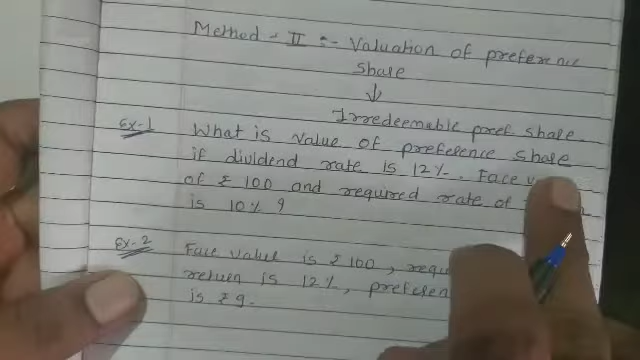 Method - II :- Valuation of preference
Share
↓
Irredeemable pref. share.
Ex-1 What is value of preference share
if dividend rate is 12%. Face
of ₹ 100 and required rate of
is 10% ?
Ex-2 Face value is ₹ 100,
return is 12%,
is ₹ 9.